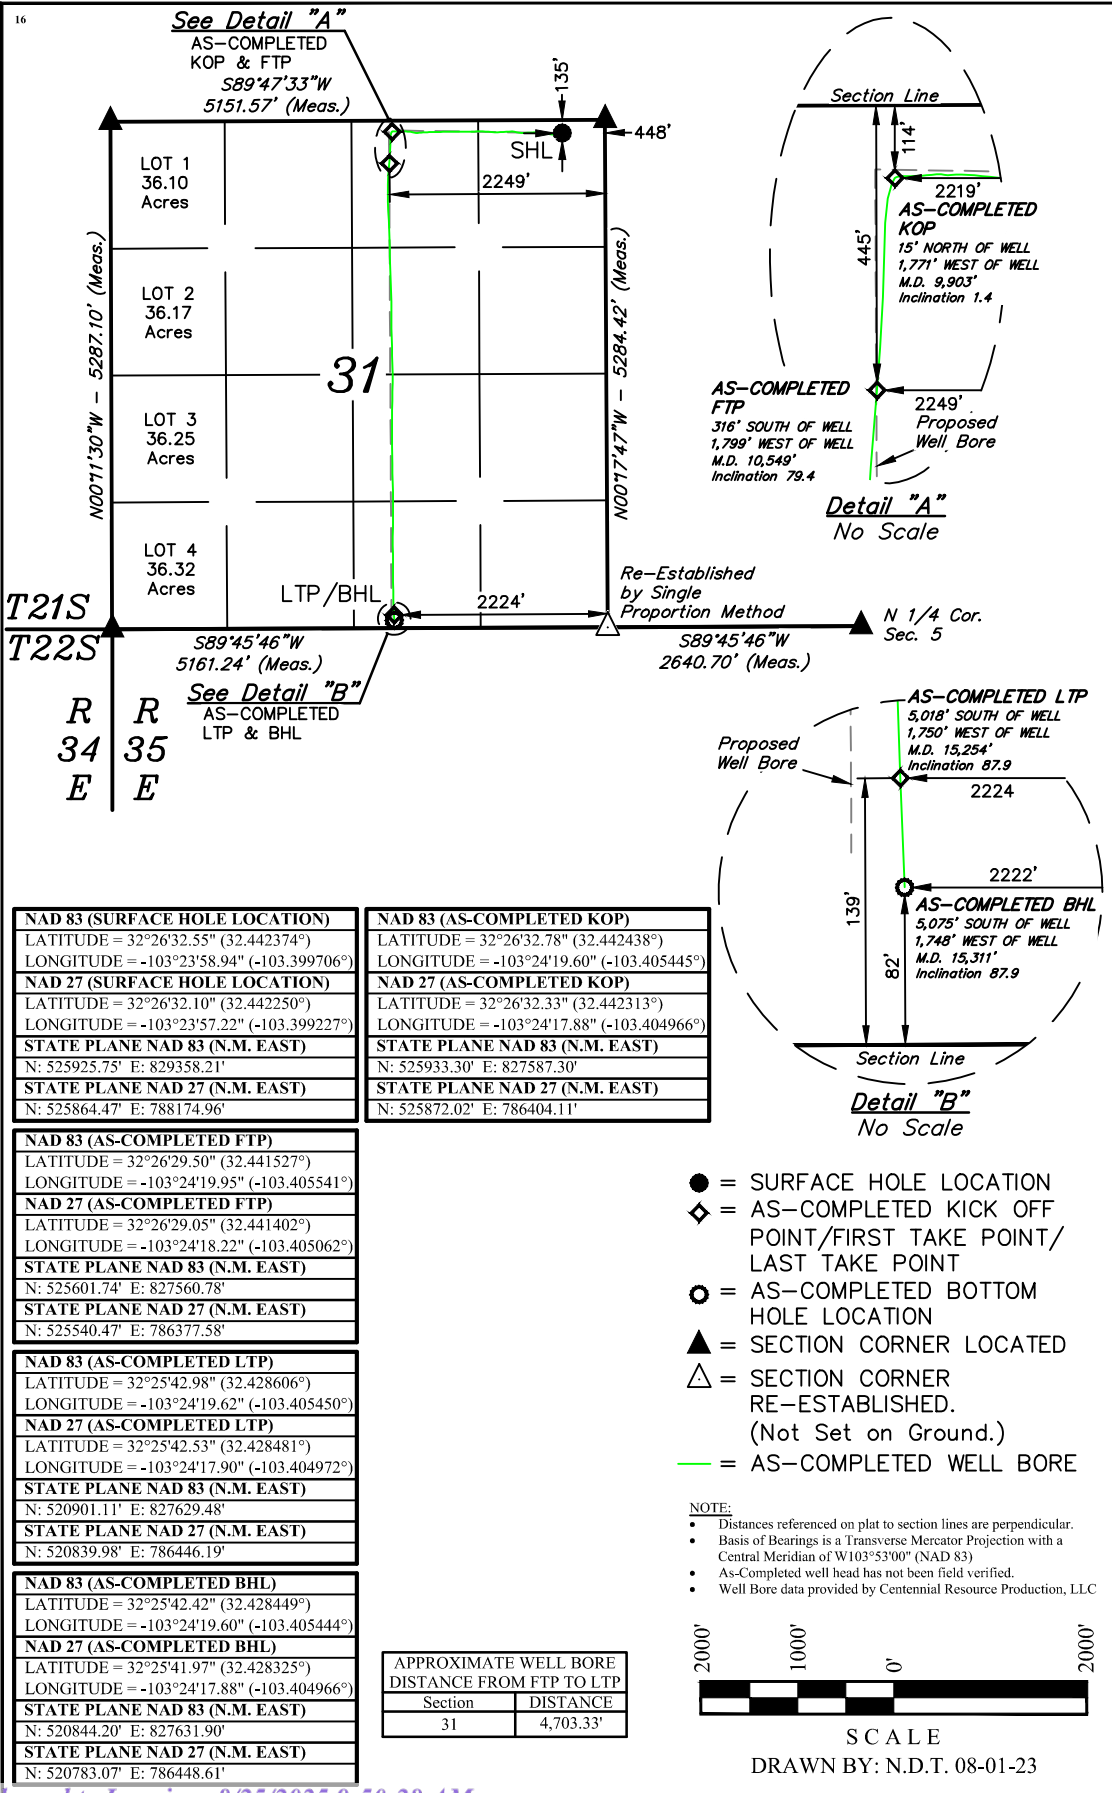 16
See Detail "A"
AS-COMPLETED
KOP & FTP
S89°47'33"W
5151.57' (Meas.)
135'
448'
SHL
2249'
LOT 1
36.10
Acres
LOT 2
36.17
Acres
LOT 3
36.25
Acres
LOT 4
36.32
Acres
31
N00°11'30"W - 5287.10' (Meas.)
N00°17'47"W - 5284.42' (Meas.)
LTP/BHL
2224'
Re-Established
by Single
Proportion Method
N 1/4 Cor.
Sec. 5
T21S
T22S
S89°45'46"W
5161.24' (Meas.)
S89°45'46"W
2640.70' (Meas.)
See Detail "B"
AS-COMPLETED
LTP & BHL
R R
34 35
E E
Section Line
114'
2219'
AS-COMPLETED
KOP
15' NORTH OF WELL
1,771' WEST OF WELL
M.D. 9,903'
Inclination 1.4
445'
AS-COMPLETED
FTP
316' SOUTH OF WELL
1,799' WEST OF WELL
M.D. 10,549'
Inclination 79.4
2249'
Proposed
Well Bore
Detail "A"
No Scale
AS-COMPLETED LTP
5,018' SOUTH OF WELL
1,750' WEST OF WELL
M.D. 15,254'
Inclination 87.9
Proposed
Well Bore
2224
2222'
139'
82'
AS-COMPLETED BHL
5,075' SOUTH OF WELL
1,748' WEST OF WELL
M.D. 15,311'
Inclination 87.9
Section Line
Detail "B"
No Scale
NAD 83 (SURFACE HOLE LOCATION)
LATITUDE = 32°26'32.55" (32.442374°)
LONGITUDE = -103°23'58.94" (-103.399706°)
NAD 27 (SURFACE HOLE LOCATION)
LATITUDE = 32°26'32.10" (32.442250°)
LONGITUDE = -103°23'57.22" (-103.399227°)
STATE PLANE NAD 83 (N.M. EAST)
N: 525925.75' E: 829358.21'
STATE PLANE NAD 27 (N.M. EAST)
N: 525864.47' E: 788174.96'
NAD 83 (AS-COMPLETED KOP)
LATITUDE = 32°26'32.78" (32.442438°)
LONGITUDE = -103°24'19.60" (-103.405445°)
NAD 27 (AS-COMPLETED KOP)
LATITUDE = 32°26'32.33" (32.442313°)
LONGITUDE = -103°24'17.88" (-103.404966°)
STATE PLANE NAD 83 (N.M. EAST)
N: 525933.30' E: 827587.30'
STATE PLANE NAD 27 (N.M. EAST)
N: 525872.02' E: 786404.11'
NAD 83 (AS-COMPLETED FTP)
LATITUDE = 32°26'29.50" (32.441527°)
LONGITUDE = -103°24'19.95" (-103.405541°)
NAD 27 (AS-COMPLETED FTP)
LATITUDE = 32°26'29.05" (32.441402°)
LONGITUDE = -103°24'18.22" (-103.405062°)
STATE PLANE NAD 83 (N.M. EAST)
N: 525601.74' E: 827560.78'
STATE PLANE NAD 27 (N.M. EAST)
N: 525540.47' E: 786377.58'
NAD 83 (AS-COMPLETED LTP)
LATITUDE = 32°25'42.98" (32.428606°)
LONGITUDE = -103°24'19.62" (-103.405450°)
NAD 27 (AS-COMPLETED LTP)
LATITUDE = 32°25'42.53" (32.428481°)
LONGITUDE = -103°24'17.90" (-103.404972°)
STATE PLANE NAD 83 (N.M. EAST)
N: 520901.11' E: 827629.48'
STATE PLANE NAD 27 (N.M. EAST)
N: 520839.98' E: 786446.19'
NAD 83 (AS-COMPLETED BHL)
LATITUDE = 32°25'42.42" (32.428449°)
LONGITUDE = -103°24'19.60" (-103.405444°)
NAD 27 (AS-COMPLETED BHL)
LATITUDE = 32°25'41.97" (32.428325°)
LONGITUDE = -103°24'17.88" (-103.404966°)
STATE PLANE NAD 83 (N.M. EAST)
N: 520844.20' E: 827631.90'
STATE PLANE NAD 27 (N.M. EAST)
N: 520783.07' E: 786448.61'
APPROXIMATE WELL BORE
DISTANCE FROM FTP TO LTP
Section DISTANCE
31 4,703.33'
= SURFACE HOLE LOCATION
= AS-COMPLETED KICK OFF
POINT/FIRST TAKE POINT/
LAST TAKE POINT
= AS-COMPLETED BOTTOM
HOLE LOCATION
= SECTION CORNER LOCATED
= SECTION CORNER
RE-ESTABLISHED.
(Not Set on Ground.)
= AS-COMPLETED WELL BORE
NOTE:
• Distances referenced on plat to section lines are perpendicular.
• Basis of Bearings is a Transverse Mercator Projection with a
Central Meridian of W103°53'00" (NAD 83)
• As-Completed well head has not been field verified.
• Well Bore data provided by Centennial Resource Production, LLC
2000' 1000' 0' 2000'
SCALE
DRAWN BY: N.D.T. 08-01-23